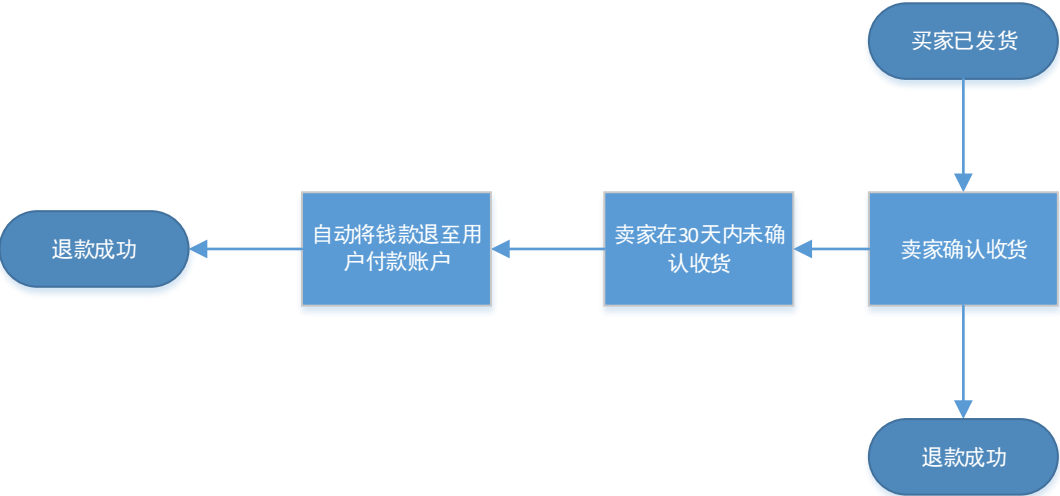 买家已发货
退款成功
自动将钱款退至用
户付款账户
卖家在30天内未确
认收货
卖家确认收货
退款成功